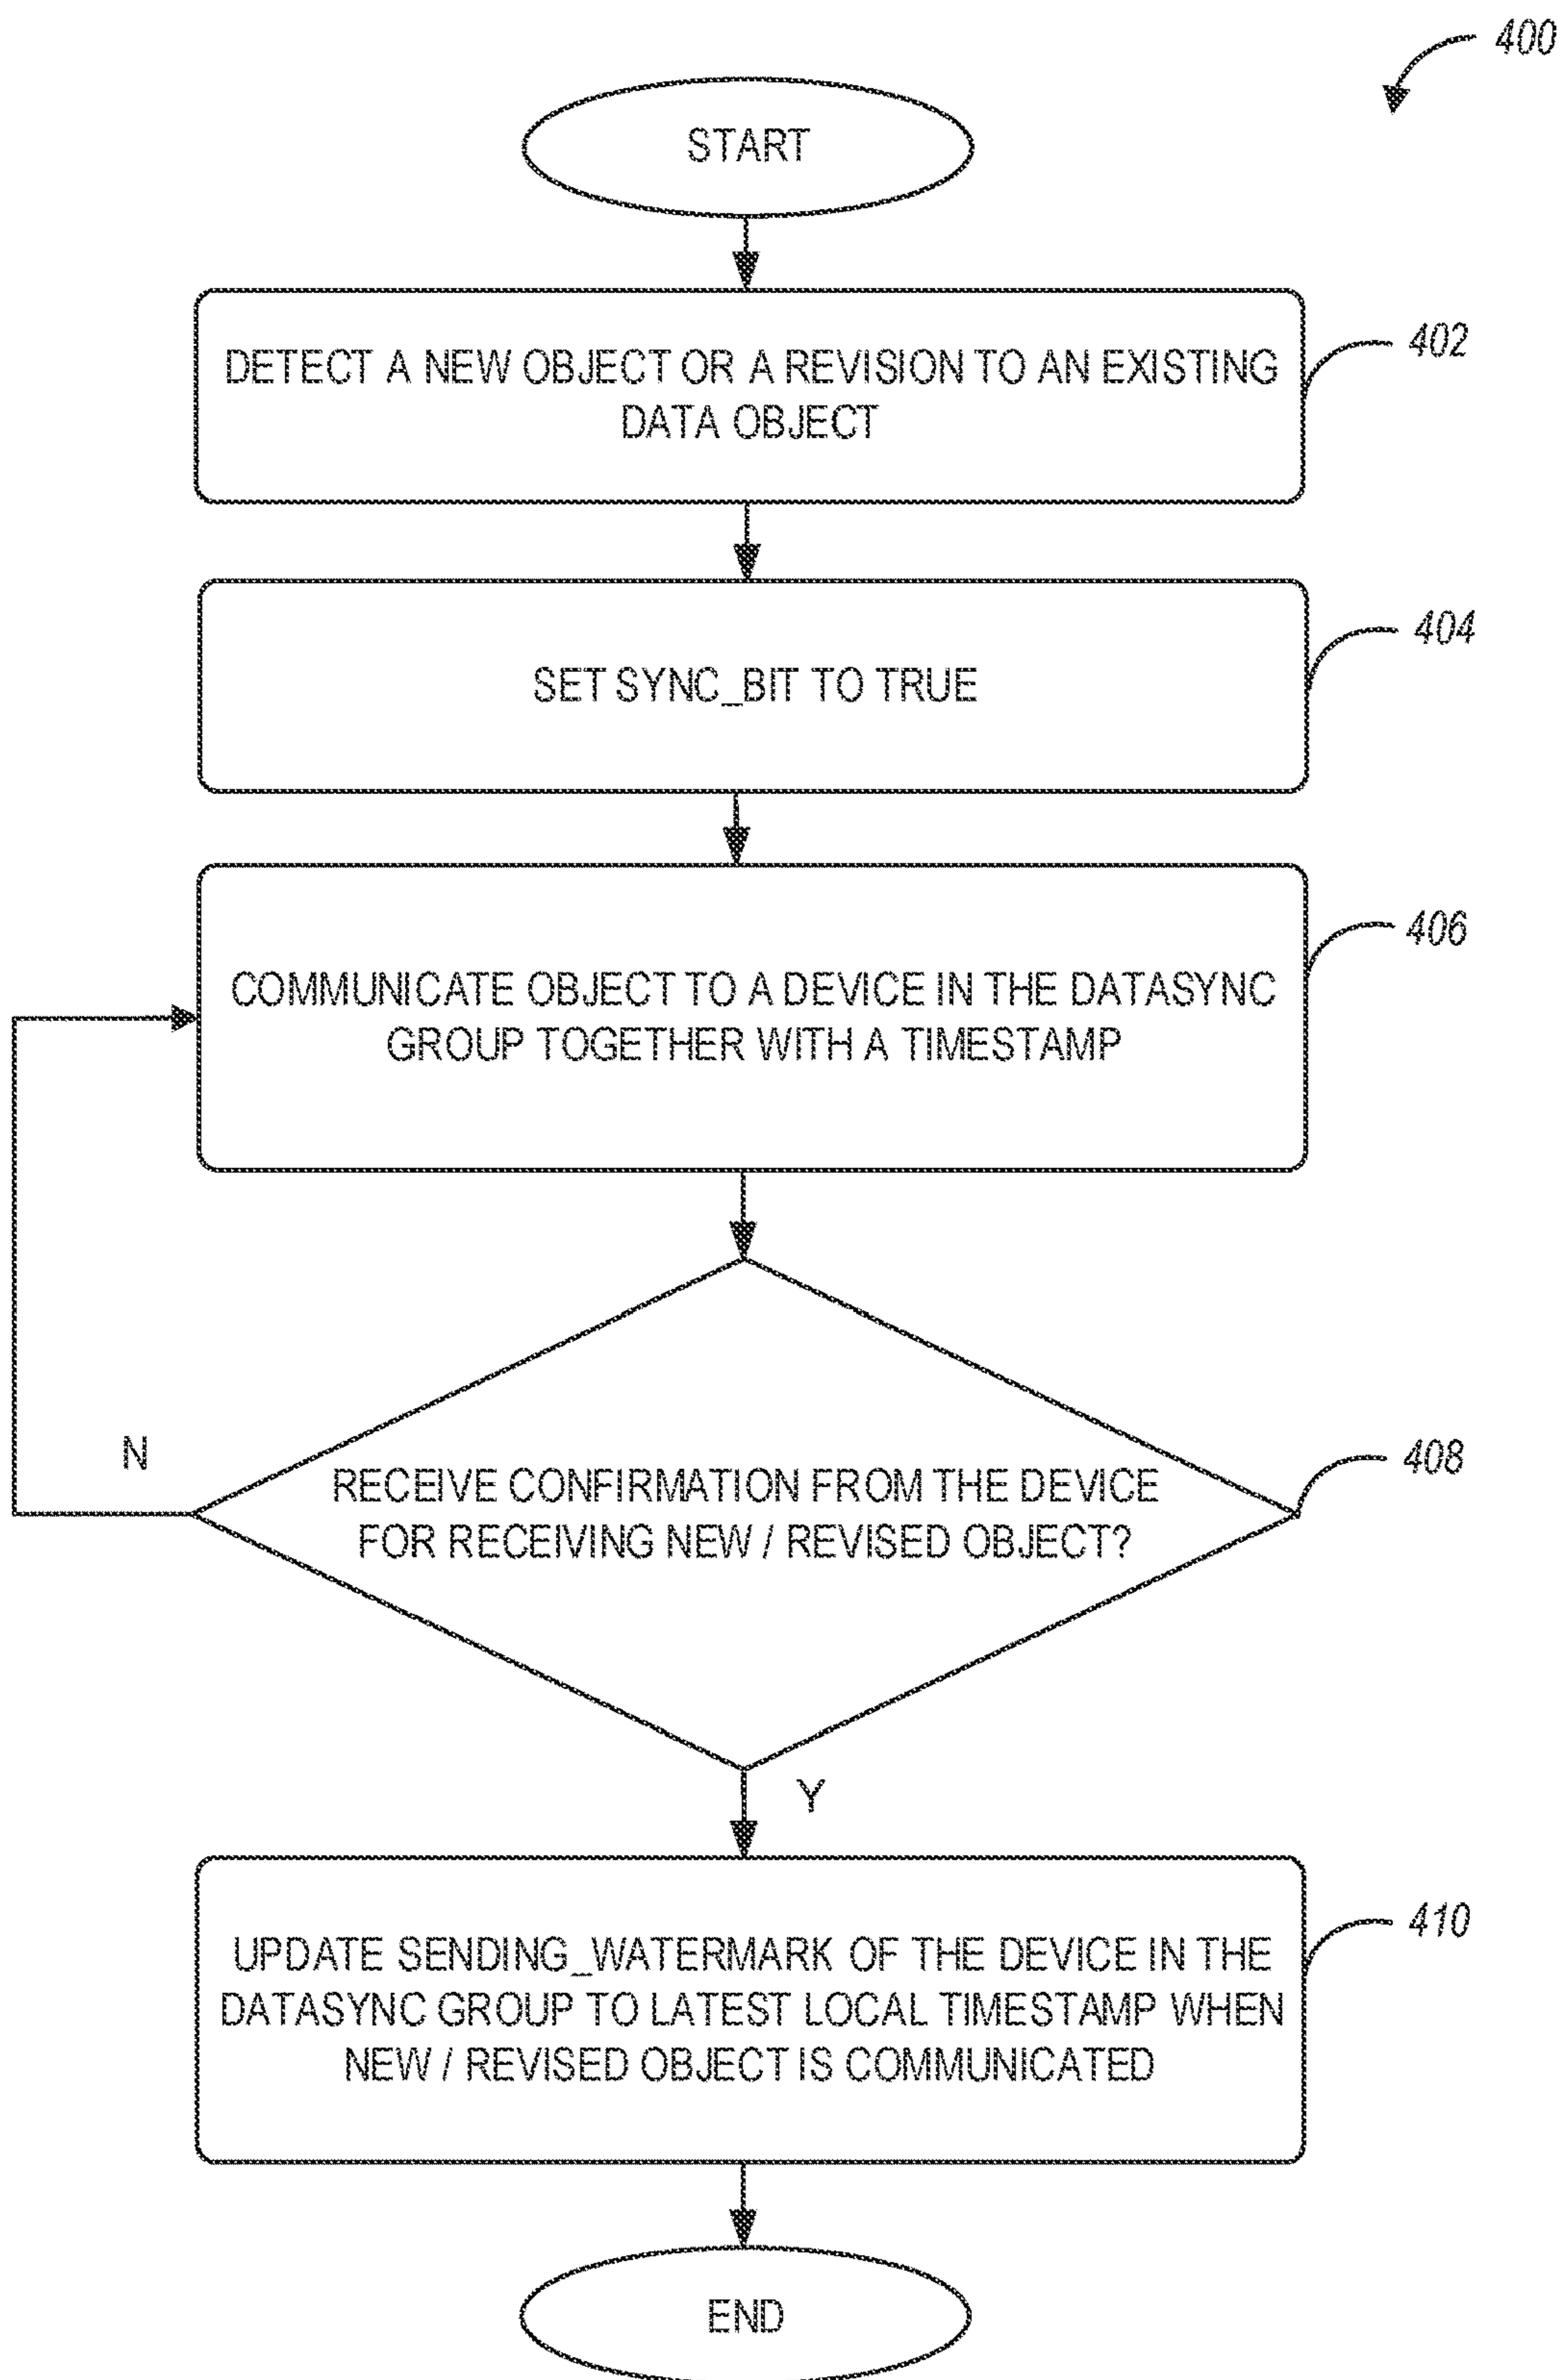 400
START
DETECT A NEW OBJECT OR A REVISION TO AN EXISTING
DATA OBJECT
402
SET SYNC_BIT TO TRUE
404
COMMUNICATE OBJECT TO A DEVICE IN THE DATASYNC
GROUP TOGETHER WITH A TIMESTAMP
406
N
RECEIVE CONFIRMATION FROM THE DEVICE
FOR RECEIVING NEW / REVISED OBJECT?
408
Y
UPDATE SENDING_WATERMARK OF THE DEVICE IN THE
DATASYNC GROUP TO LATEST LOCAL TIMESTAMP WHEN
NEW / REVISED OBJECT IS COMMUNICATED
410
END